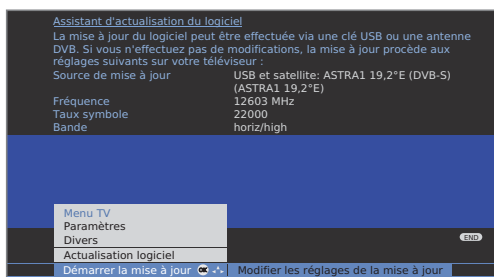 Assistant d'actualisation du logiciel
La mise à jour du logiciel peut être effectuée via une clé USB ou une antenne
DVB. Si vous n'effectuez pas de modifications, la mise à jour procède aux
réglages suivants sur votre téléviseur :
Source de mise à jour USB et satellite: ASTRA1 19,2°E (DVB-S)
(ASTRA1 19,2°E)
Fréquence 12603 MHz
Taux symbole 22000
Bande horiz/high
Menu TV
Paramètres
Divers
END
Actualisation logiciel
Démarrer la mise à jour OK Modifier les réglages de la mise à jour